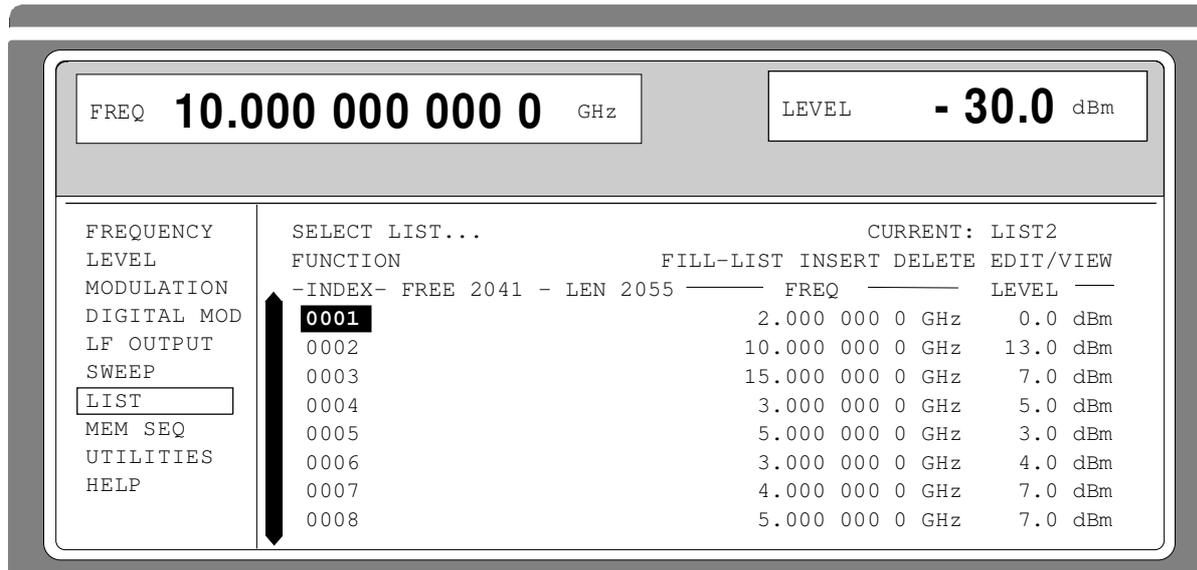 FREQ 10.000 000 000 0 GHz LEVEL - 30.0 dBm
FREQUENCY
LEVEL
MODULATION
DIGITAL MOD
LF OUTPUT
SWEEP
LIST
MEM SEQ
UTILITIES
HELP
SELECT LIST... CURRENT: LIST2
FUNCTION FILL-LIST INSERT DELETE EDIT/VIEW
-INDEX- FREE 2041 - LEN 2055 FREQ LEVEL
0001 2.000 000 0 GHz 0.0 dBm
0002 10.000 000 0 GHz 13.0 dBm
0003 15.000 000 0 GHz 7.0 dBm
0004 3.000 000 0 GHz 5.0 dBm
0005 5.000 000 0 GHz 3.0 dBm
0006 3.000 000 0 GHz 4.0 dBm
0007 4.000 000 0 GHz 7.0 dBm
0008 5.000 000 0 GHz 7.0 dBm